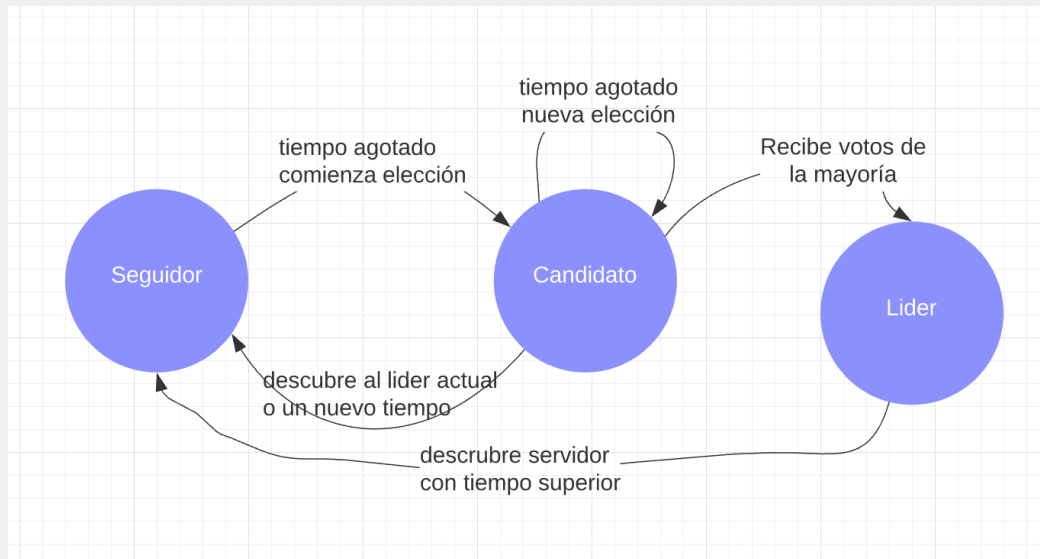 tiempo agotado
nueva elección
tiempo agotado
comienza elección
Recibe votos de
la mayoría
Seguidor
Candidato
Lider
descubre al lider actual
o un nuevo tiempo
descrubre servidor
con tiempo superior